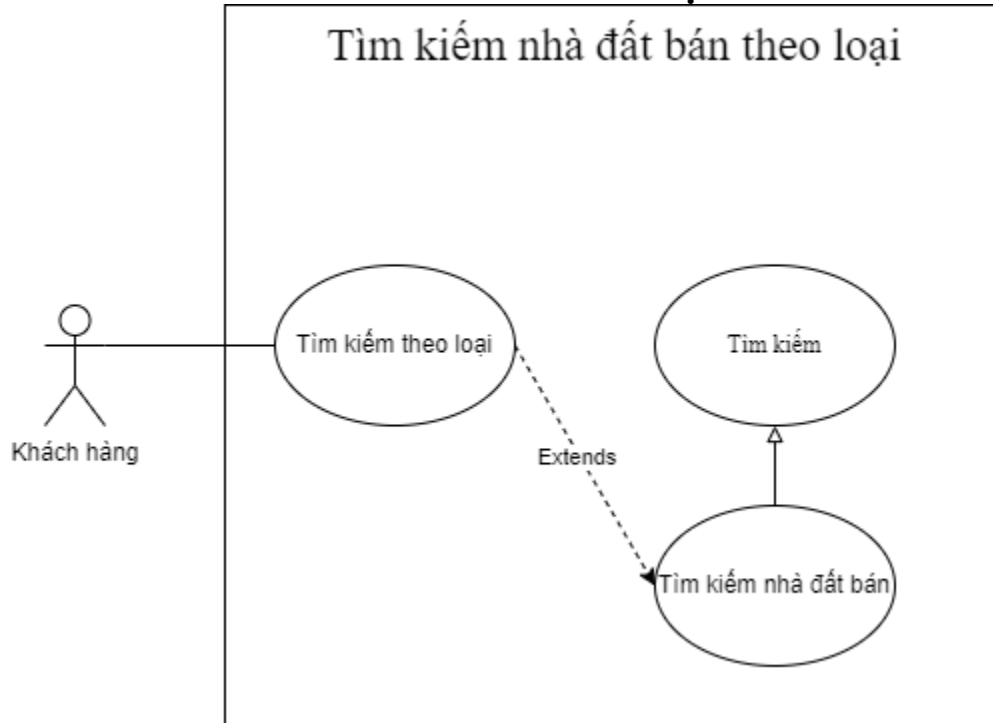 Tìm kiếm nhà đất bán theo loại
Tìm kiếm theo loại
Tìm kiếm
Khách hàng
Extends
Tìm kiếm nhà đất bán